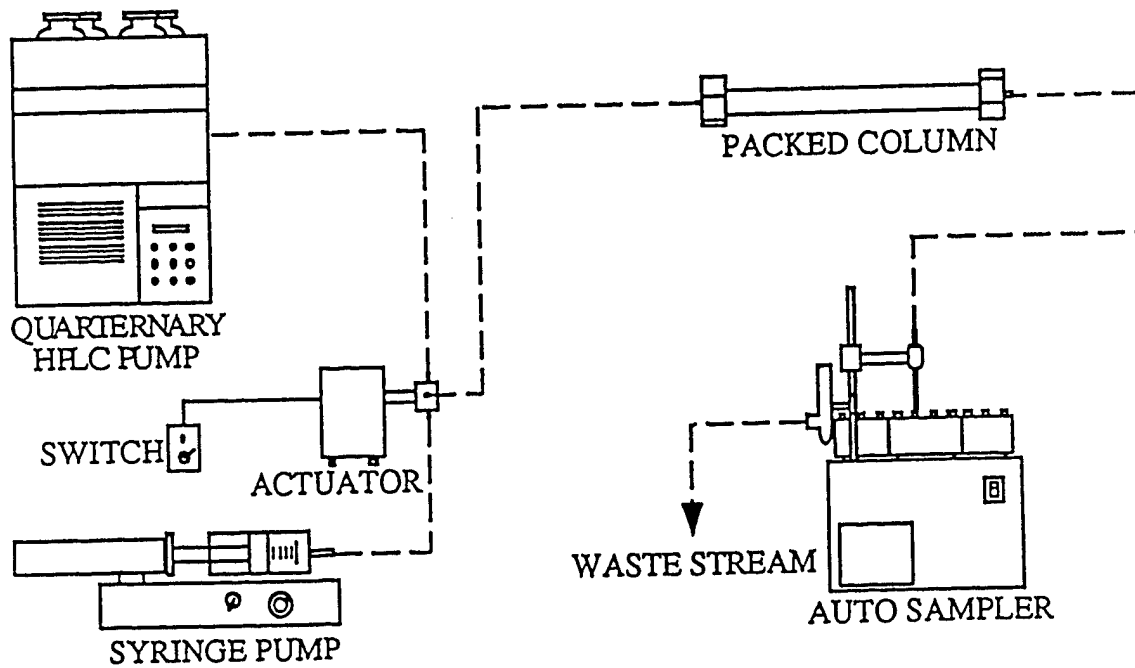 PACKED COLUMN
QUARTERNARY
HPLC PUMP
SWITCH
ACTUATOR
WASTE STREAM
AUTO SAMPLER
SYRINGE PUMP